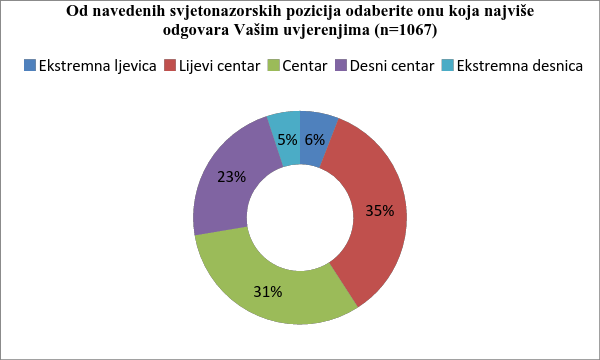 Od navedenih svjetonazorskih pozicija odaberite onu koja najviše
odgovara Vašim uvjerenjima (n=1067)
Ekstremna ljevica Lijevi centar Centar Desni centar Ekstremna desnica
5% 6%
23%
35%
31%